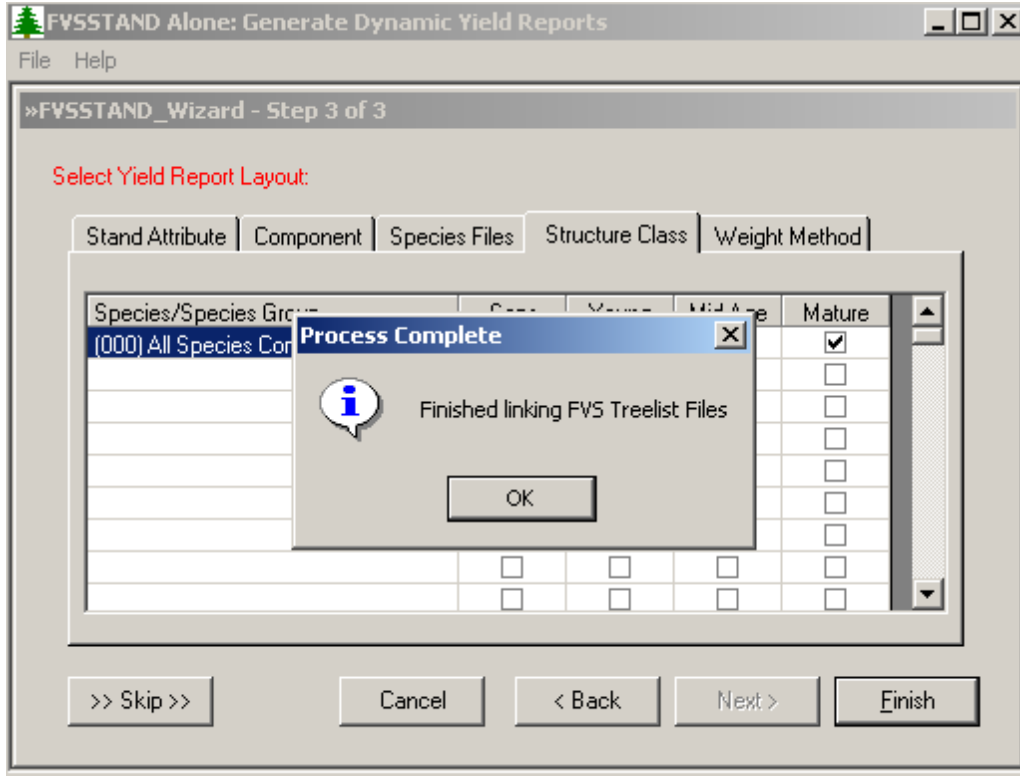 FVSSTAND Alone: Generate Dynamic Yield Reports
File Help
»FVSSTAND_Wizard - Step 3 of 3
Select Yield Report Layout:
Stand Attribute Component Species Files Structure Class Weight Method
Species/Species Mature
(000) All Species
Process Complete
Finished linking FVS Treelist Files
OK
>> Skip >> Cancel < Back Next > Finish